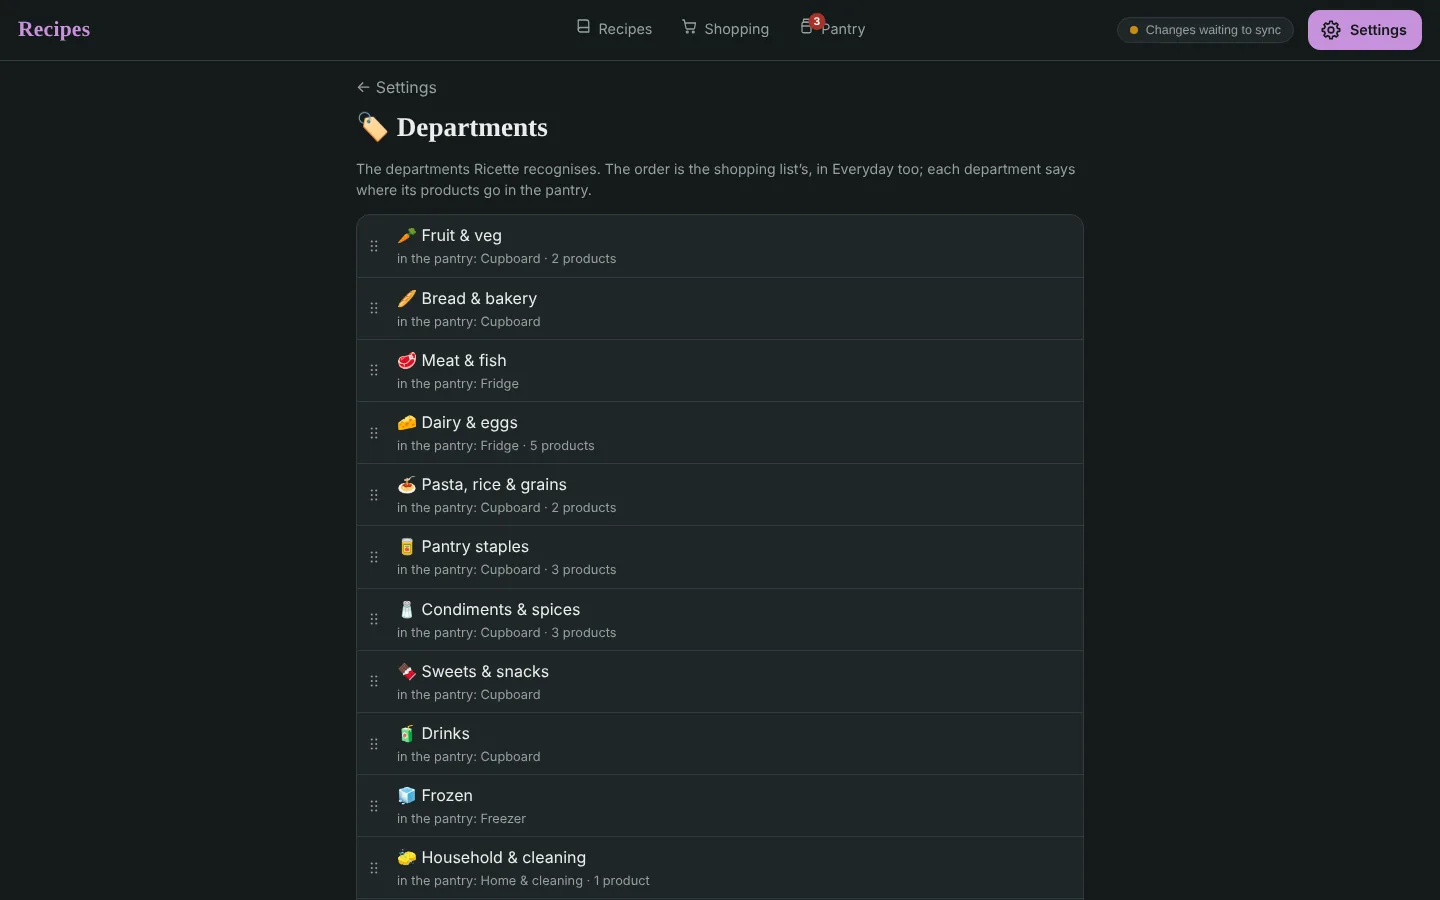 Recipes
Recipes
Shopping
3
Pantry
Changes waiting to sync
Settings
← Settings
Departments
The departments Ricette recognises. The order is the shopping list’s, in Everyday too; each department says
where its products go in the pantry.
Fruit & veg
in the pantry: Cupboard · 2 products
Bread & bakery
in the pantry: Cupboard
Meat & fish
in the pantry: Fridge
Dairy & eggs
in the pantry: Fridge · 5 products
Pasta, rice & grains
in the pantry: Cupboard · 2 products
Pantry staples
in the pantry: Cupboard · 3 products
Condiments & spices
in the pantry: Cupboard · 3 products
Sweets & snacks
in the pantry: Cupboard
Drinks
in the pantry: Cupboard
Frozen
in the pantry: Freezer
Household & cleaning
in the pantry: Home & cleaning · 1 product